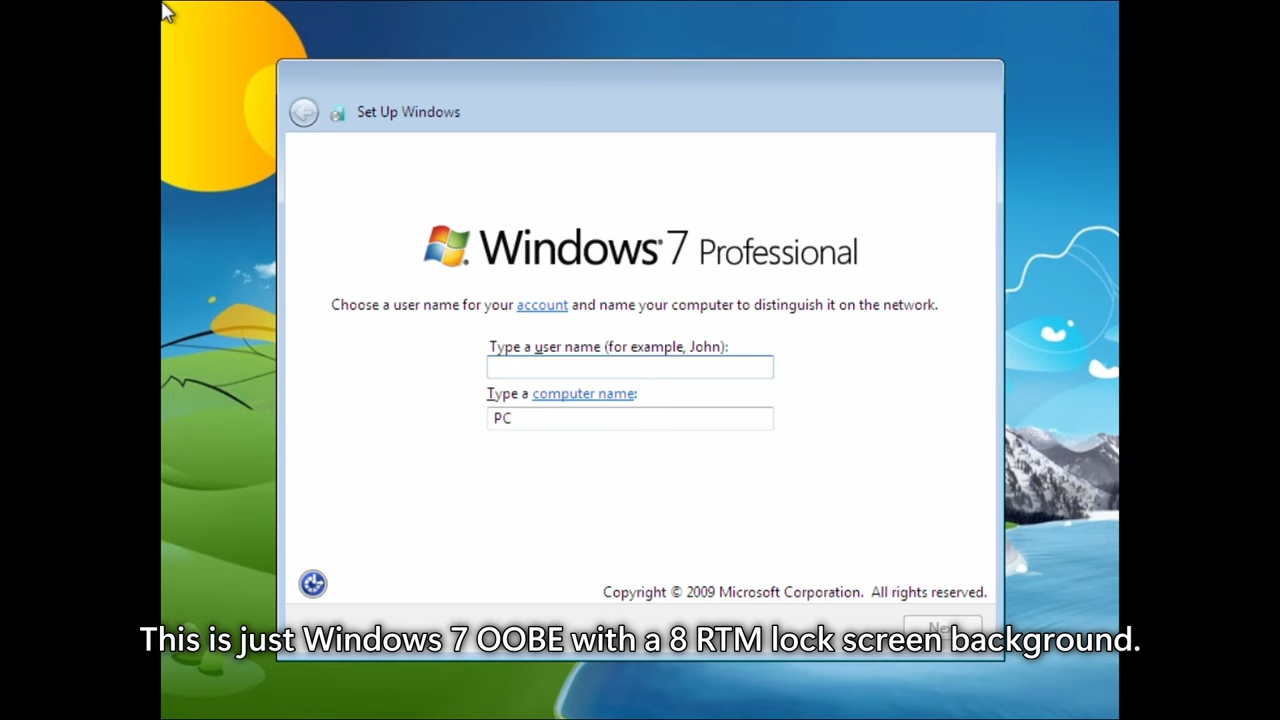 Set Up Windows
Windows® 7 Professional
Choose a user name for your account and name your computer to distinguish it on the network.
Type a user name (for example, John):
Type a computer name:
PC
Copyright © 2009 Microsoft Corporation. All rights reserved.
Next
This is just Windows 7 OOBE with a 8 RTM lock screen background.